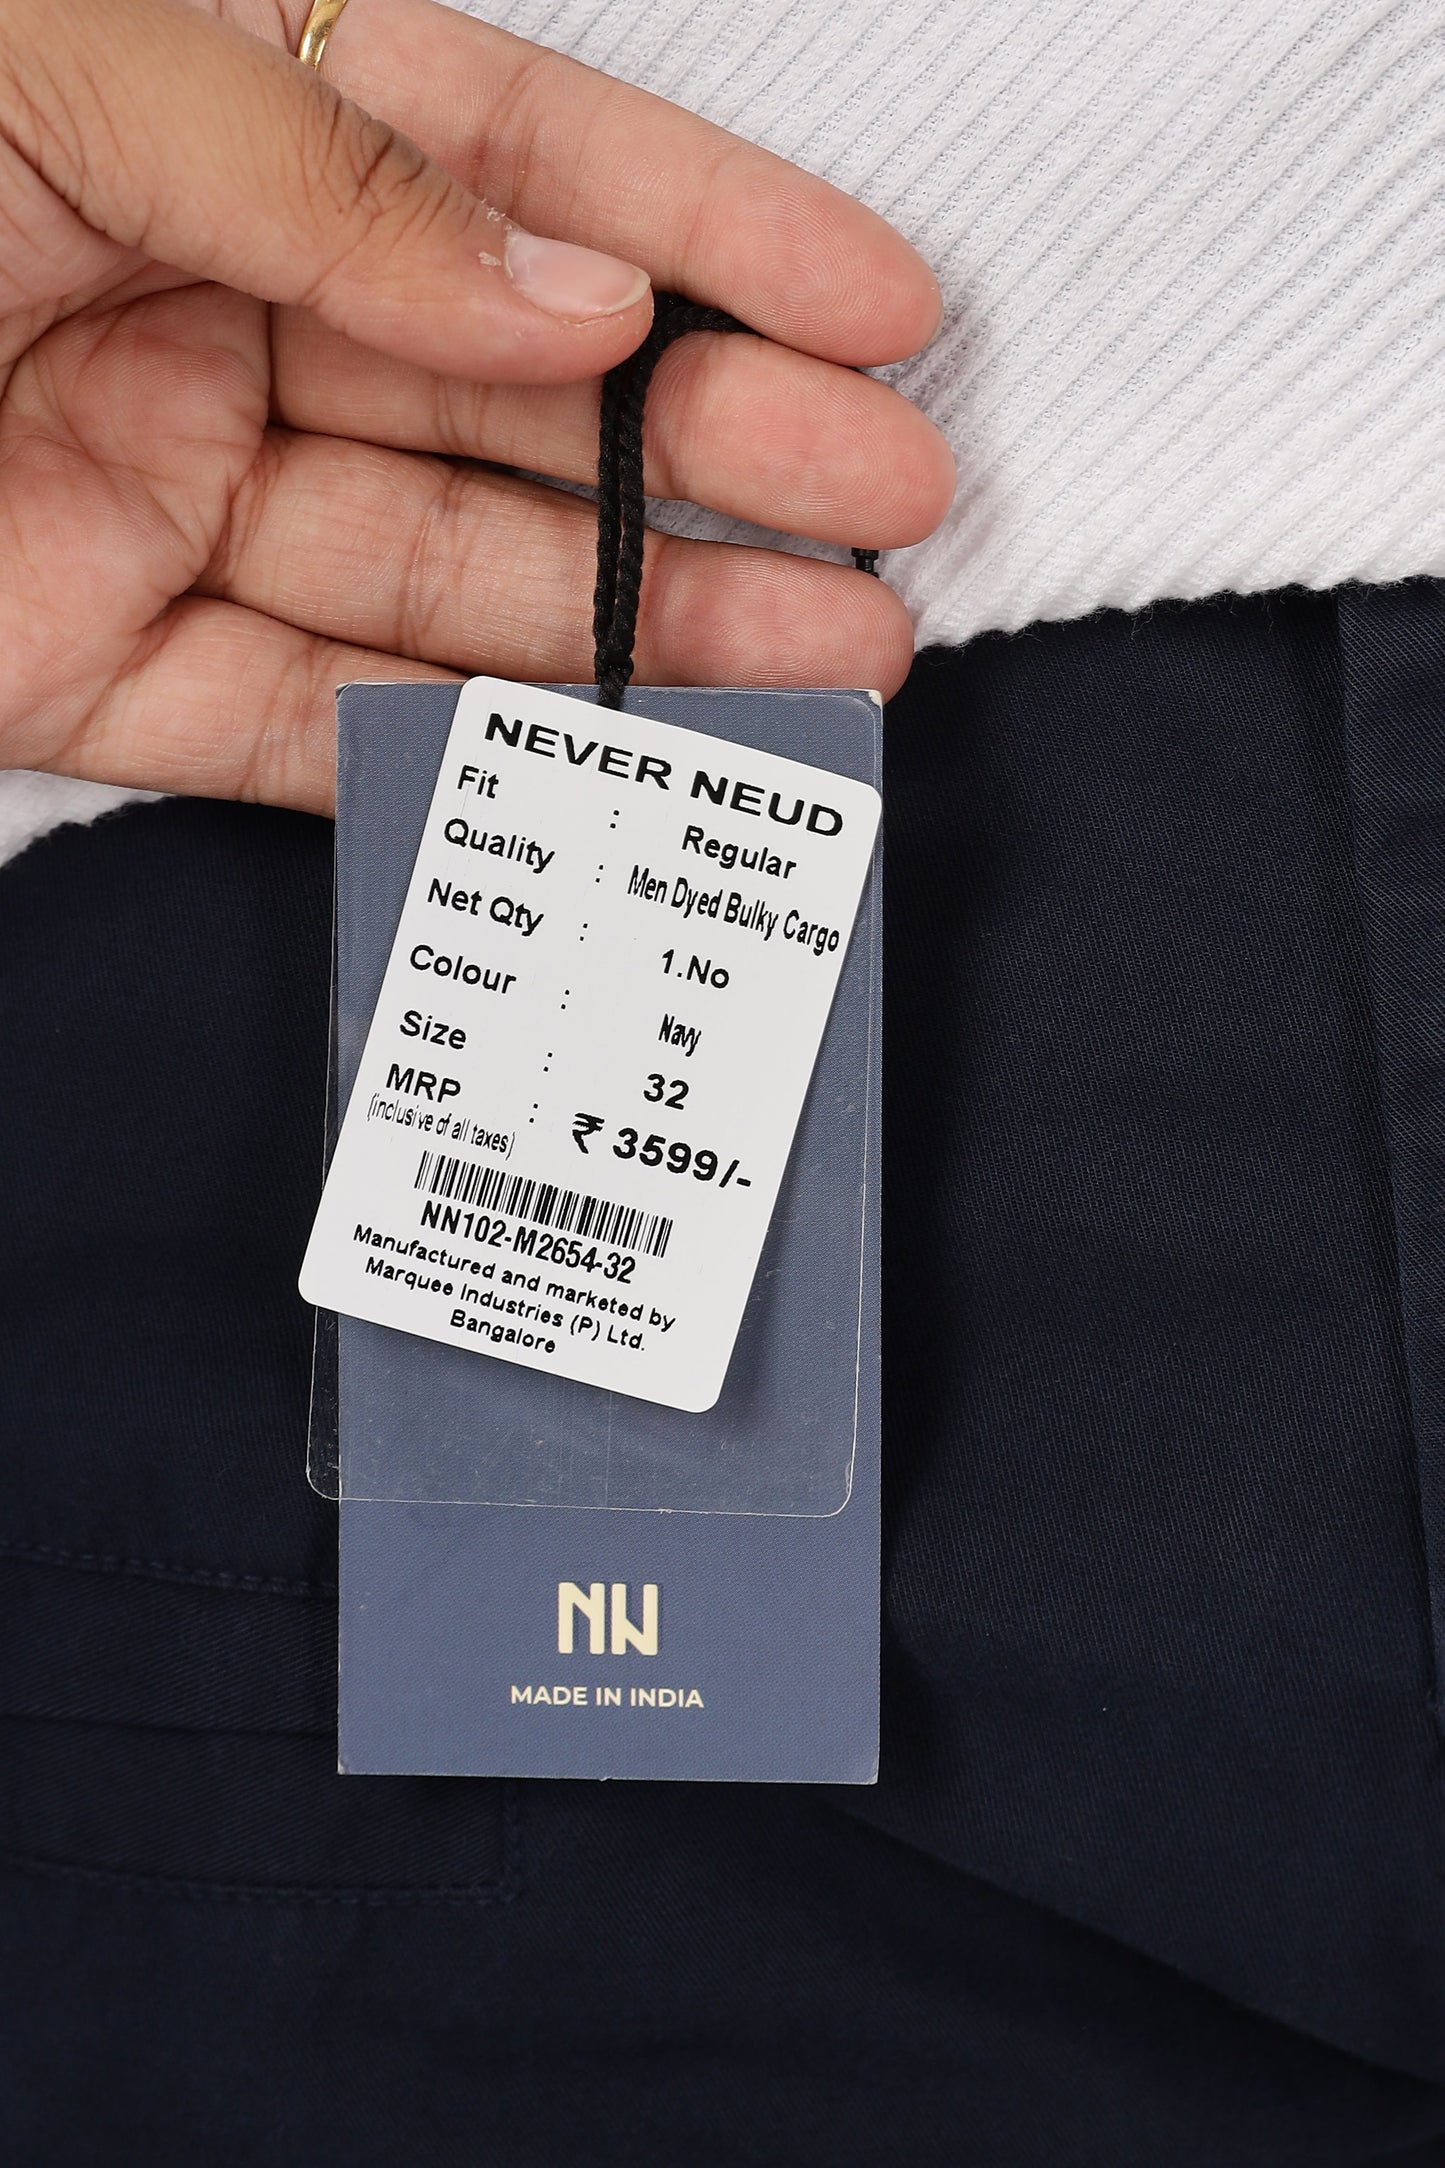 NEVER NEUD
Fit : Regular
Quality : Men Dyed Bulky Cargo
Net Qty : 1.No
Colour : Navy
Size : 32
MRP : ₹ 3599/-
(inclusive of all taxes)
NN102-M2654-32
Manufactured and marketed by
Marquee Industries (P) Ltd.
Bangalore
NN
MADE IN INDIA